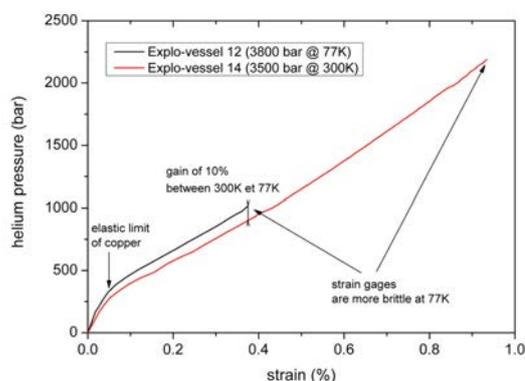 2500
2000
1500
1000
500
0
helium pressure (bar)
Explo-vessel 12 (3800 bar @ 77K)
Explo-vessel 14 (3500 bar @ 300K)
gain of 10%
between 300K et 77K
elastic limit
of copper
strain gages
are more brittle at 77K
0.0 0.2 0.4 0.6 0.8 1.0
strain (%)